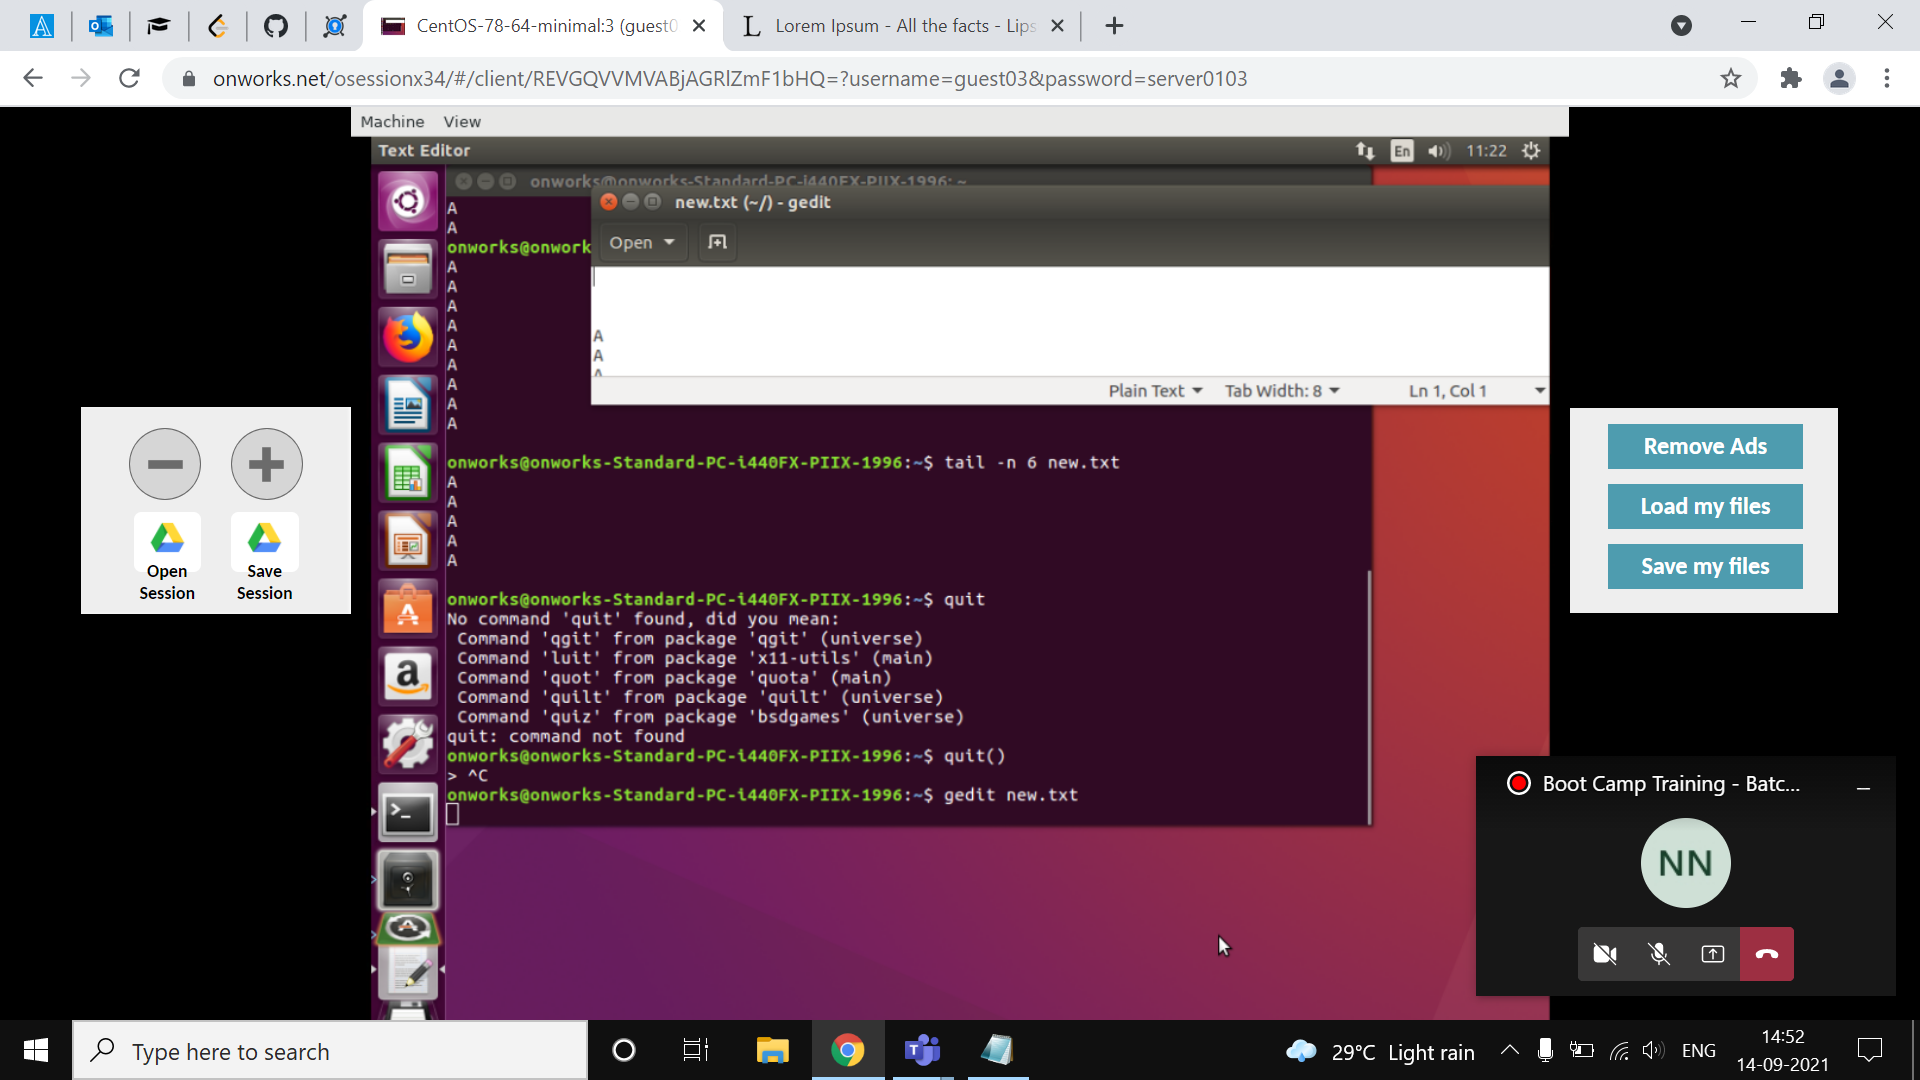 CentOS-78-64-minimal:3 (guest0
Lorem Ipsum - All the facts - Lips
onworks.net/osessionx34/#/client/REVGQVVMVABjAGRlZmF1bHQ=?username=guest03&password=server0103
Machine View
Text Editor
En
11:22
onworks@onworks-Standard-PC-i440FX-PIIX-1996: ~
new.txt (~/) - gedit
Open
A
A
A
Plain Text
Tab Width: 8
Ln 1, Col 1
A
A
onworks@onwork
A
A
A
A
A
A
A
A
A
onworks@onworks-Standard-PC-i440FX-PIIX-1996:~$ tail -n 6 new.txt
A
A
A
A
A
onworks@onworks-Standard-PC-i440FX-PIIX-1996:~$ quit
No command 'quit' found, did you mean:
Command 'qgit' from package 'qgit' (universe)
Command 'luit' from package 'x11-utils' (main)
Command 'quot' from package 'quota' (main)
Command 'quilt' from package 'quilt' (universe)
Command 'quiz' from package 'bsdgames' (universe)
quit: command not found
onworks@onworks-Standard-PC-i440FX-PIIX-1996:~$ quit()
> ^C
onworks@onworks-Standard-PC-i440FX-PIIX-1996:~$ gedit new.txt
Open Session
Save Session
Remove Ads
Load my files
Save my files
Boot Camp Training - Batc...
NN
Type here to search
29°C Light rain
ENG
14:52
14-09-2021